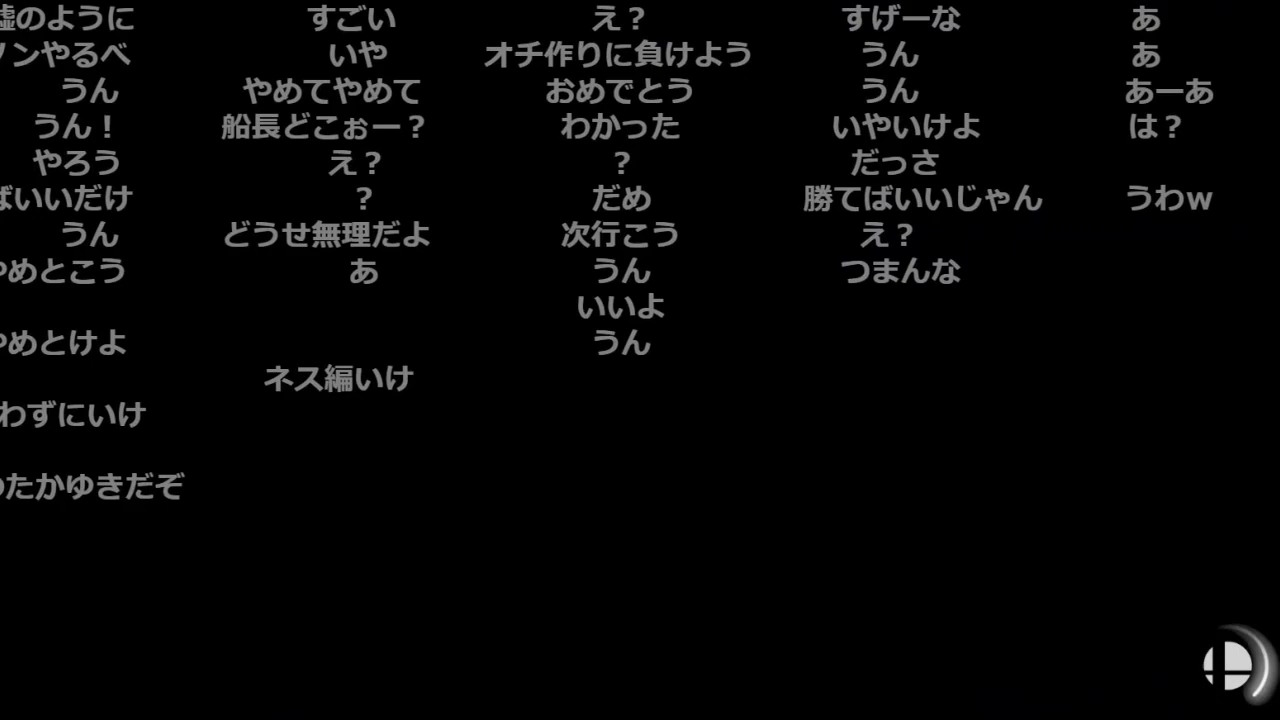 嘘のように すごい え？ すげーな あ
ノンやるべ いや オチ作りに負けよう うん あ
うん やめてやめて おめでとう うん あーあ
うん！ 船長どこぉー？ わかった いやいけよ は？
やろう え？ ？ だっさ
ばいいだけ ？ だめ 勝てばいいじゃん うわw
うん どうせ無理だよ 次行こう え？
やめとこう あ うん つまんな
いいよ
やめとけよ うん
ネス編いけ
わずにいけ
たかゆきだぞ